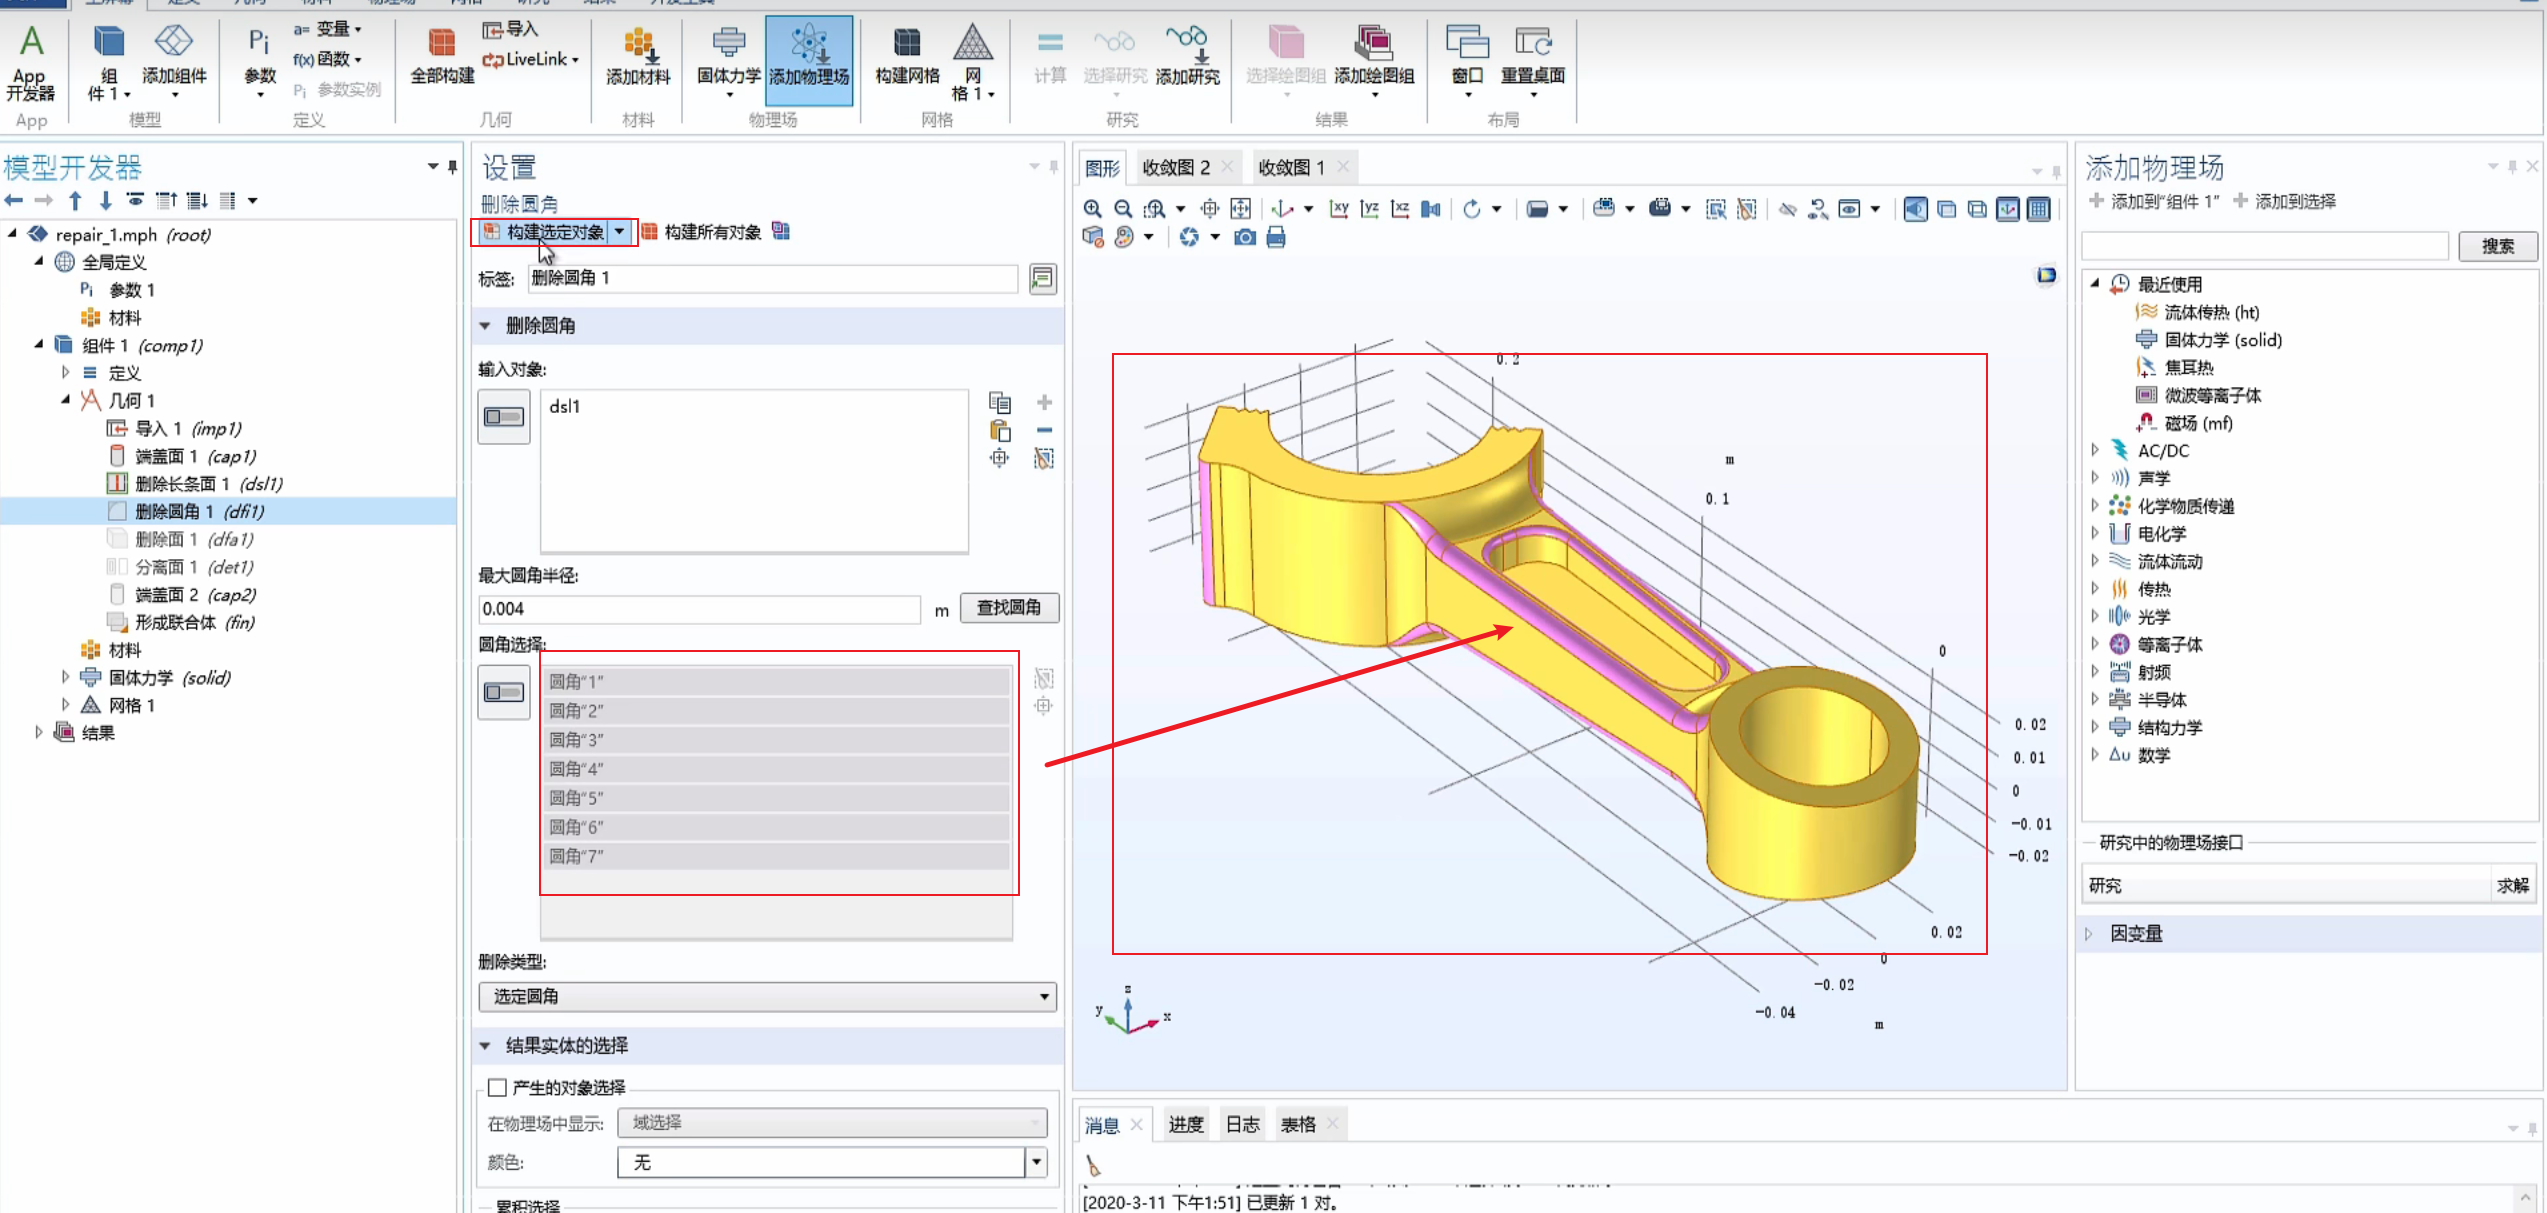 App
开发器
App
组
件 1
添加组件
模型
Pi
参数
a= 变量
f(x) 函数
Pi 参数实例
定义
全部构建
导入
LiveLink
几何
添加材料
材料
固体力学
添加物理场
物理场
构建网格
网
格 1
网格
计算
选择研究
添加研究
研究
选择绘图组
添加绘图组
结果
窗口
重置桌面
布局
模型开发器
repair_1.mph (root)
全局定义
Pi 参数 1
材料
组件 1 (comp1)
定义
几何 1
导入 1 (imp1)
端盖面 1 (cap1)
删除长条面 1 (dsl1)
删除圆角 1 (dfi1)
删除面 1 (dfa1)
分离面 1 (det1)
端盖面 2 (cap2)
形成联合体 (fin)
材料
固体力学 (solid)
网格 1
结果
设置
删除圆角
构建选定对象
构建所有对象
标签: 删除圆角 1
删除圆角
输入对象:
dsl1
最大圆角半径:
0.004 m 查找圆角
圆角选择:
圆角“1”
圆角“2”
圆角“3”
圆角“4”
圆角“5”
圆角“6”
圆角“7”
删除类型:
选定圆角
结果实体的选择
产生的对象选择
在物理场中显示: 域选择
颜色: 无
累积选择
图形 收敛图 2 收敛图 1
xy yz xz
0.2
m
0.1
0
0.02
0.01
0
-0.01
-0.02
0.02
0
-0.02
-0.04
m
z
y
x
消息 进度 日志 表格
[2020-3-11 下午1:51] 已更新 1 对。
添加物理场
添加到“组件 1” 添加到选择
搜索
最近使用
流体传热 (ht)
固体力学 (solid)
焦耳热
微波等离子体
磁场 (mf)
AC/DC
声学
化学物质传递
电化学
流体流动
传热
光学
等离子体
射频
半导体
结构力学
Δu 数学
研究中的物理场接口
研究 求解
因变量